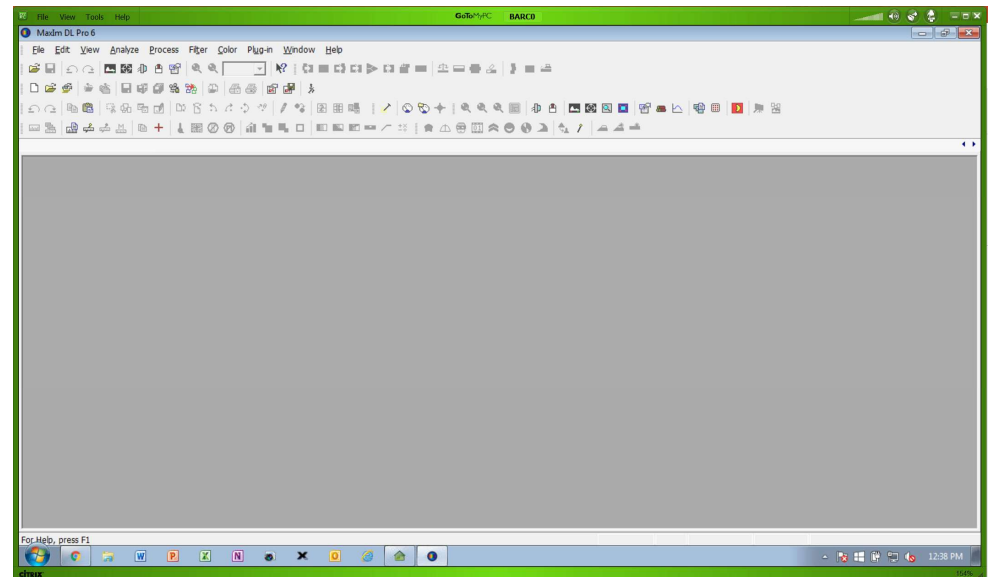 File View Tools Help GoToMyPC BARCO
MaxIm DL Pro 6
File Edit View Analyze Process Filter Color Plug-in Window Help
For Help, press F1
12:38 PM
citrix 154%